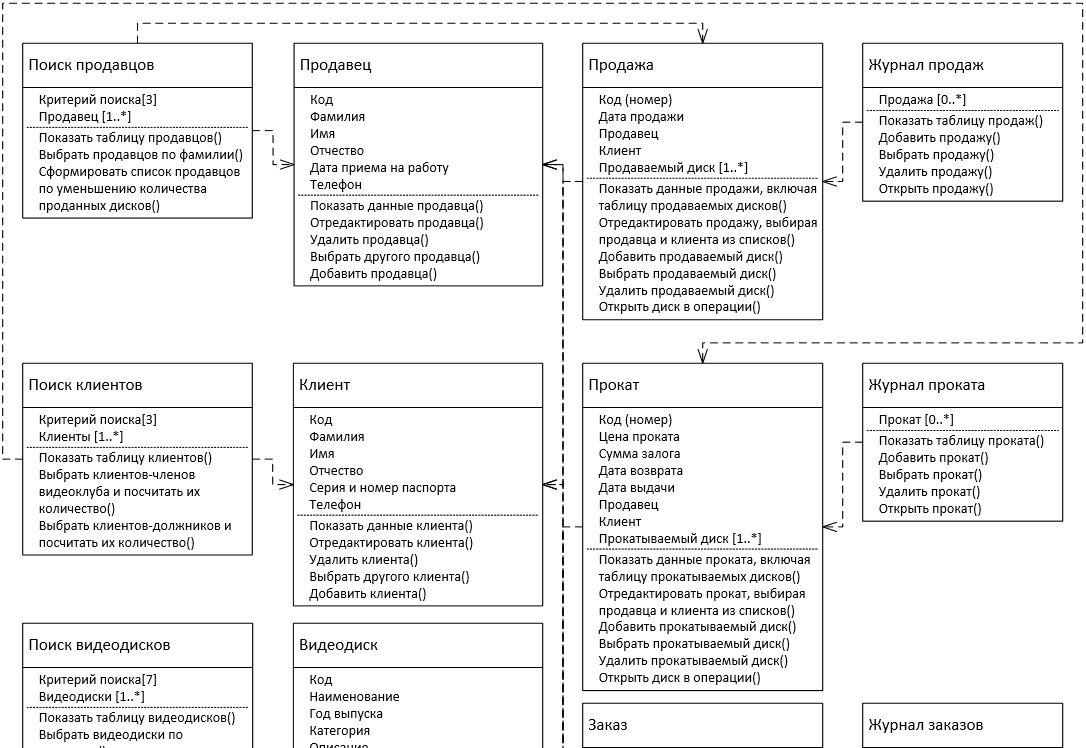 Поиск продавцов
Критерий поиска[3]
Продавец [1..*]
Показать таблицу продавцов()
Выбрать продавцов по фамилии()
Сформировать список продавцов
по уменьшению количества
проданных дисков()
Продавец
Код
Фамилия
Имя
Отчество
Дата приема на работу
Телефон
Показать данные продавца()
Отредактировать продавца()
Удалить продавца()
Выбрать другого продавца()
Добавить продавца()
Продажа
Код (номер)
Дата продажи
Продавец
Клиент
Продаваемый диск [1..*]
Показать данные продажи, включая
таблицу продаваемых дисков()
Отредактировать продажу, выбирая
продавца и клиента из списков()
Добавить продаваемый диск()
Выбрать продаваемый диск()
Удалить продаваемый диск()
Открыть диск в операции()
Журнал продаж
Продажа [0..*]
Показать таблицу продаж()
Добавить продажу()
Выбрать продажу()
Удалить продажу()
Открыть продажу()
Поиск клиентов
Критерий поиска[3]
Клиенты [1..*]
Показать таблицу клиентов()
Выбрать клиентов-членов
видеоклуба и посчитать их
количество()
Выбрать клиентов-должников и
посчитать их количество()
Клиент
Код
Фамилия
Имя
Отчество
Серия и номер паспорта
Телефон
Показать данные клиента()
Отредактировать клиента()
Удалить клиента()
Выбрать другого клиента()
Добавить клиента()
Прокат
Код (номер)
Цена проката
Сумма залога
Дата возврата
Дата выдачи
Продавец
Клиент
Прокатываемый диск [1..*]
Показать данные проката, включая
таблицу прокатываемых дисков()
Отредактировать прокат, выбирая
продавца и клиента из списков()
Добавить прокатываемый диск()
Выбрать прокатываемый диск()
Удалить прокатываемый диск()
Открыть диск в операции()
Журнал проката
Прокат [0..*]
Показать таблицу проката()
Добавить прокат()
Выбрать прокат()
Удалить прокат()
Открыть прокат()
Поиск видеодисков
Критерий поиска[7]
Видеодиски [1..*]
Показать таблицу видеодисков()
Выбрать видеодиски по
Видеодиск
Код
Наименование
Год выпуска
Категория
Описание
Заказ
Журнал заказов